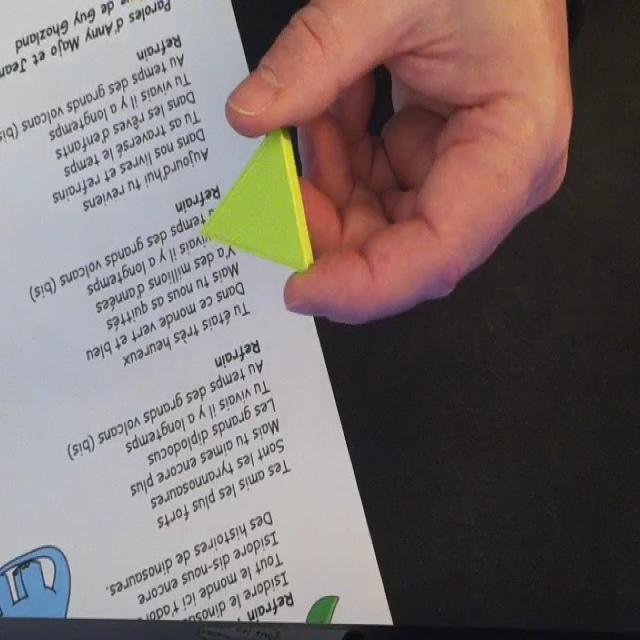 Refrain
Isidore le dinosau
Tout le monde ici t'ador
Isidore dis-nous encore
Des histoires de dinosaures.
Tes amis les plus forts
Sont les tyrannosaures
Mais tu aimes encore plus
Les grands diplodocus
Tu vivais il y a longtemps
Au temps des grands volcans (bis)
Refrain
Tu étais très heureux
Dans ce monde vert et bleu
Mais tu nous as quittés
Y'a des millions d'années
vivais il y a longtemps
temps des grands volcans (bis)
Refrain
Aujourd'hui tu reviens
Dans nos livres et refrains
Tu as traversé le temps
Dans les rêves d'enfants
Tu vivais il y a longtemps
Au temps des grands volcans (bis)
Refrain
Paroles d'Anny Majo et Jean
de Guy Ghozland